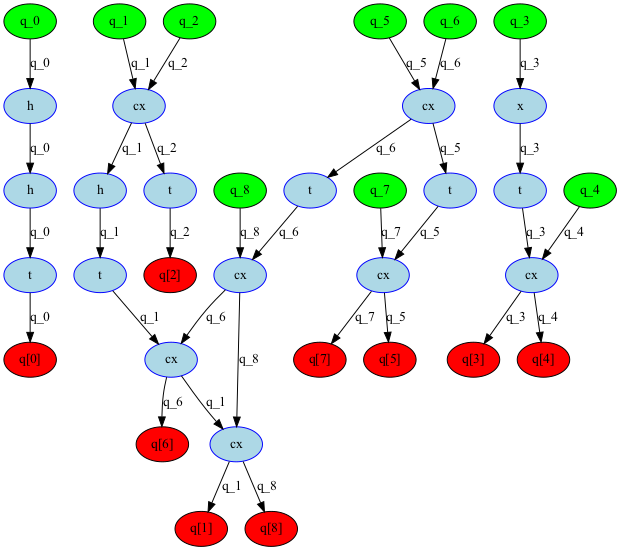 q_0 q_1 q_2 q_5 q_6 q_3
q_0 q_1 q_2 q_5 q_6 q_3
h cx cx x
q_0 q_1 q_2 q_6 q_5 q_3
h h t q_8 t q_7 t t q_4
q_0 q_1 q_2 q_8 q_6 q_7 q_5 q_3 q_4
t t q[2] cx cx cx
q_0 q_1 q_6 q_7 q_5 q_3 q_4
q[0] cx q_8 q[7] q[5] q[3] q[4]
q_6 q_1
q[6] cx
q_1 q_8
q[1] q[8]